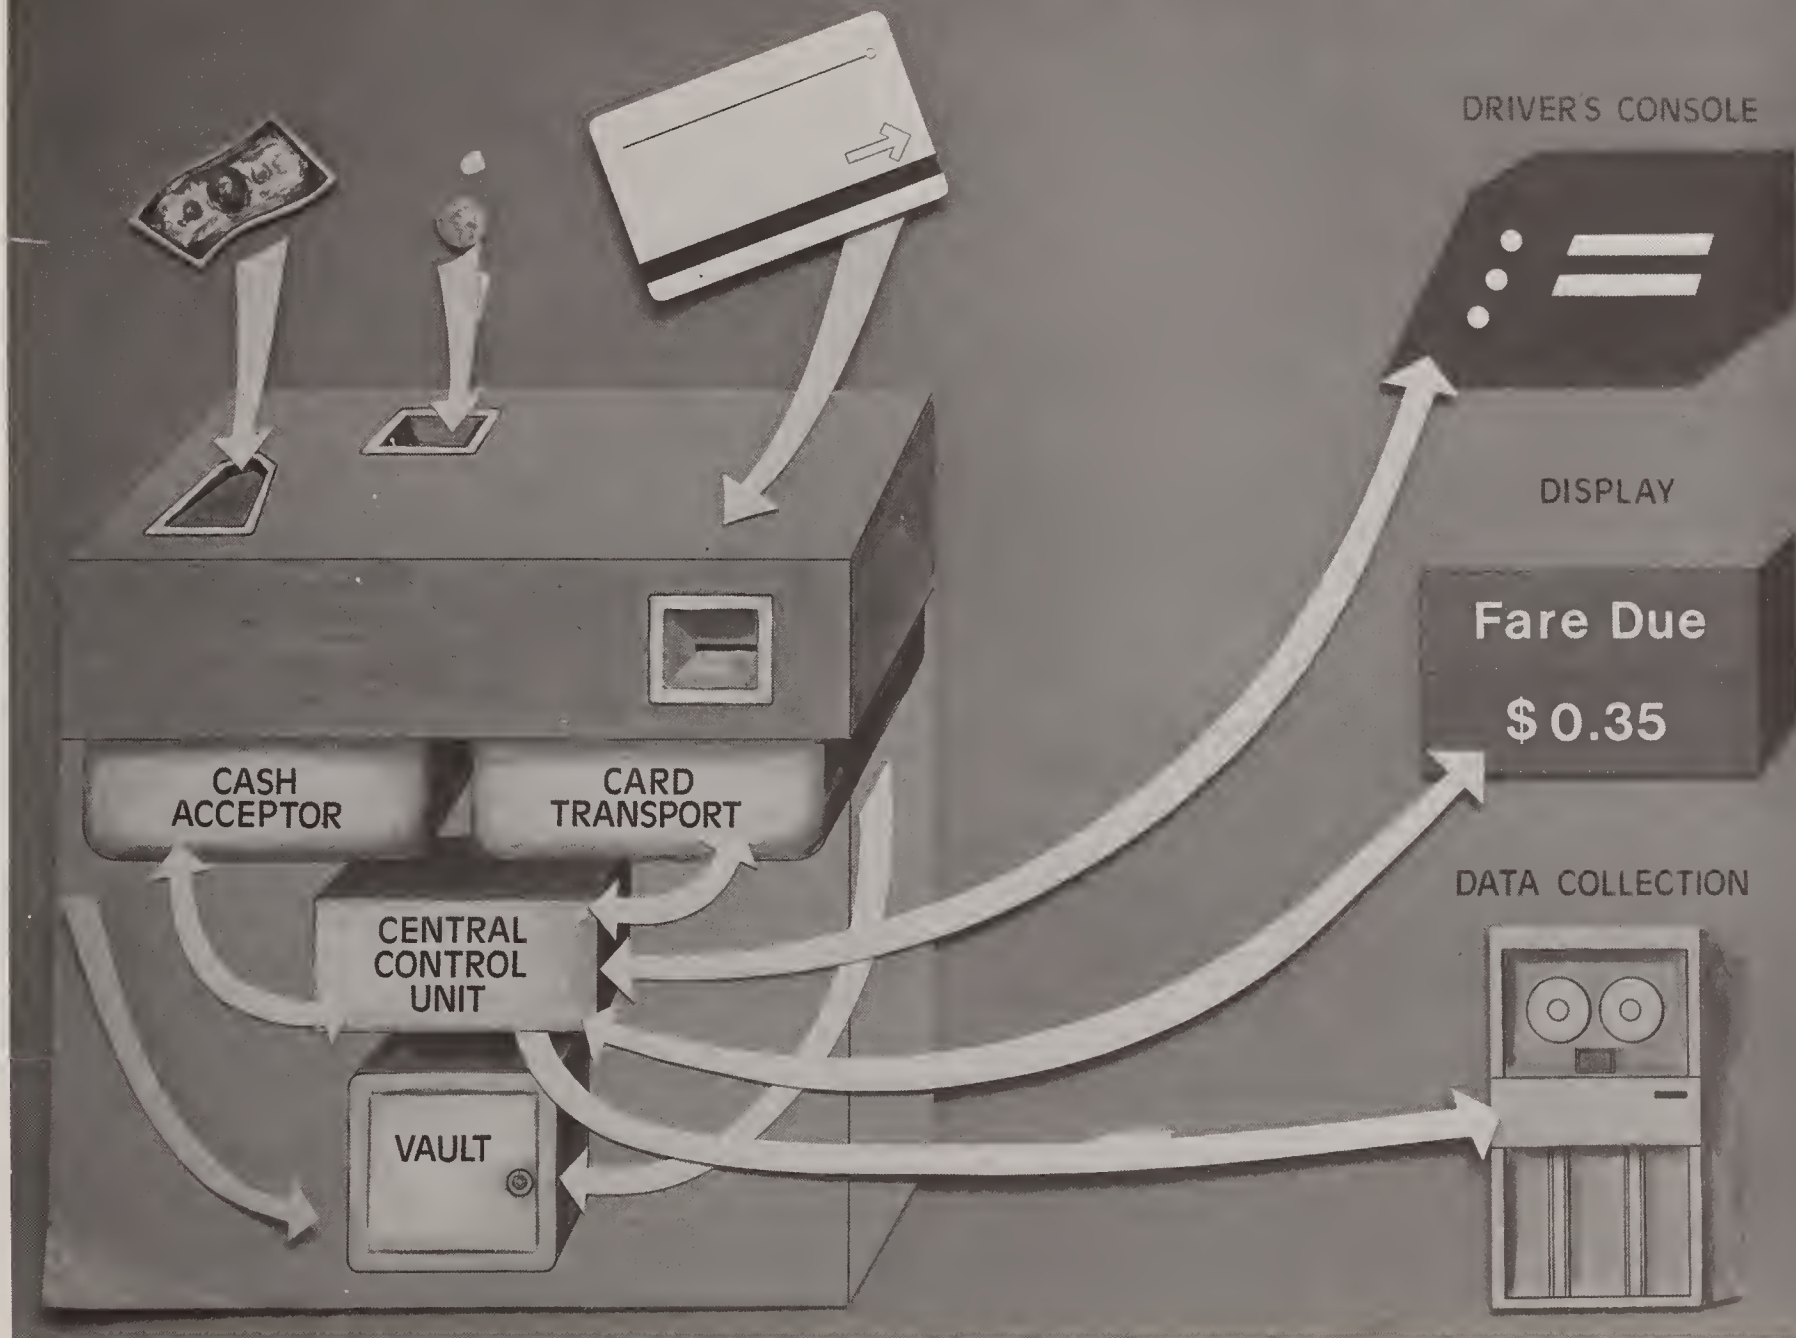 DRIVER'S CONSOLE
DISPLAY
Fare Due
$0.35
CASH
ACCEPTOR
CARD
TRANSPORT
DATA COLLECTION
CENTRAL
CONTROL
UNIT
VAULT